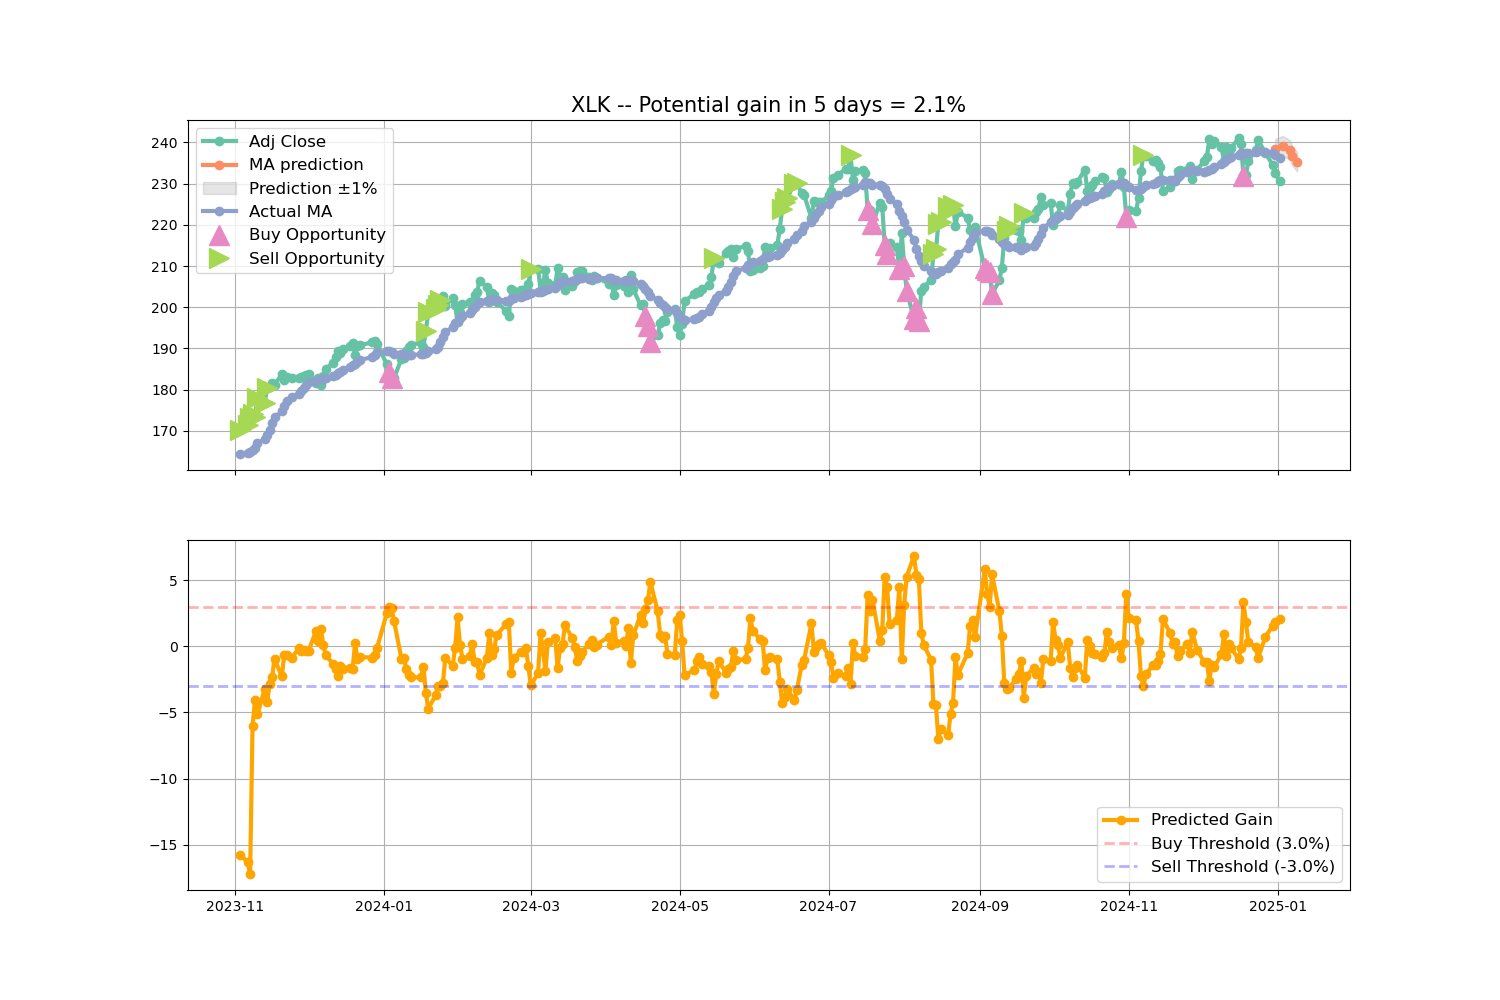 XLK -- Potential gain in 5 days = 2.1%
240
230
220
210
200
190
180
170
Adj Close
MA prediction
Prediction ±1%
Actual MA
Buy Opportunity
Sell Opportunity
5
0
−5
−10
−15
Predicted Gain
Buy Threshold (3.0%)
Sell Threshold (-3.0%)
2023-11
2024-01
2024-03
2024-05
2024-07
2024-09
2024-11
2025-01